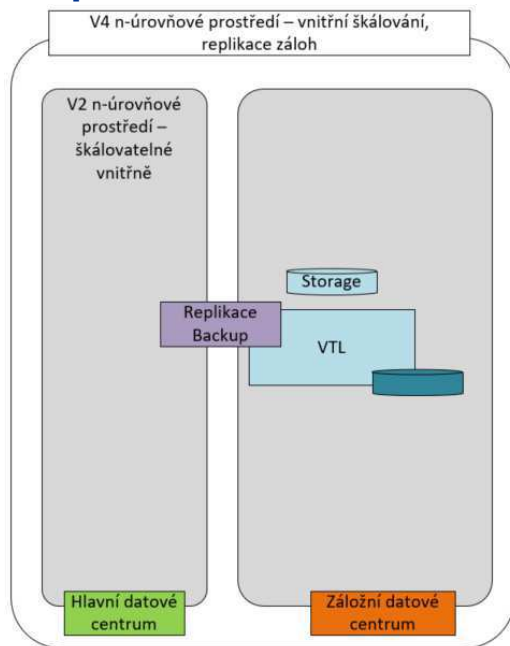 V4 n-úrovňové prostředí – vnitřní škálování,
replikace záloh
V2 n-úrovňové
prostředí –
škálovatelné
vnitřně
Storage
Replikace
Backup
VTL
Hlavní datové
centrum
Záložní datové
centrum